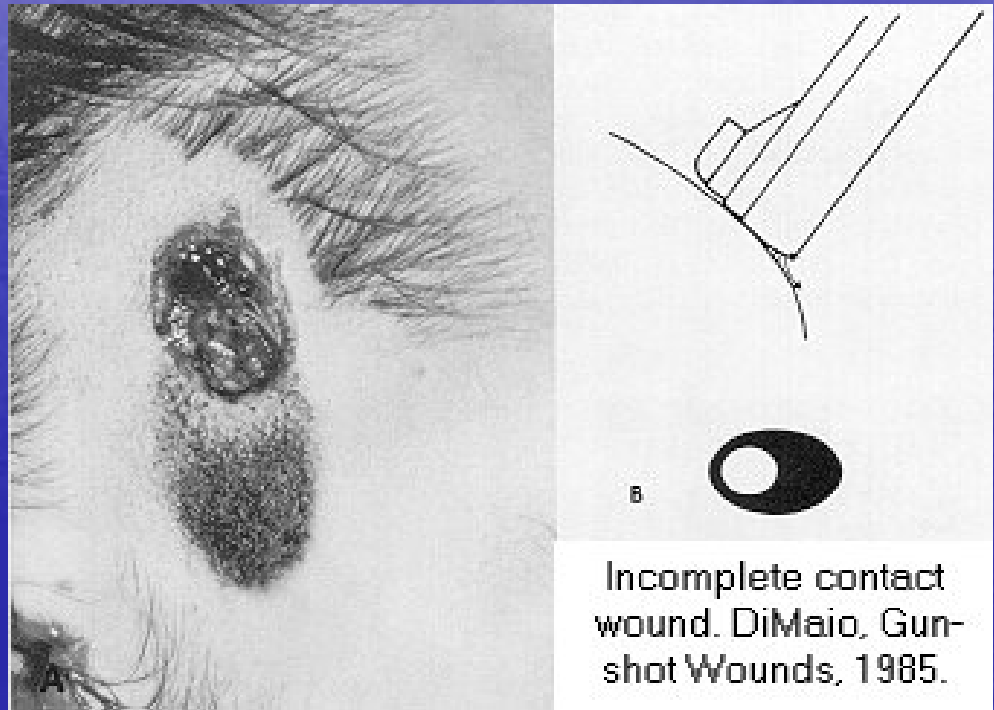 A
B
Incomplete contact
wound. DiMaio, Gun-
shot Wounds, 1985.